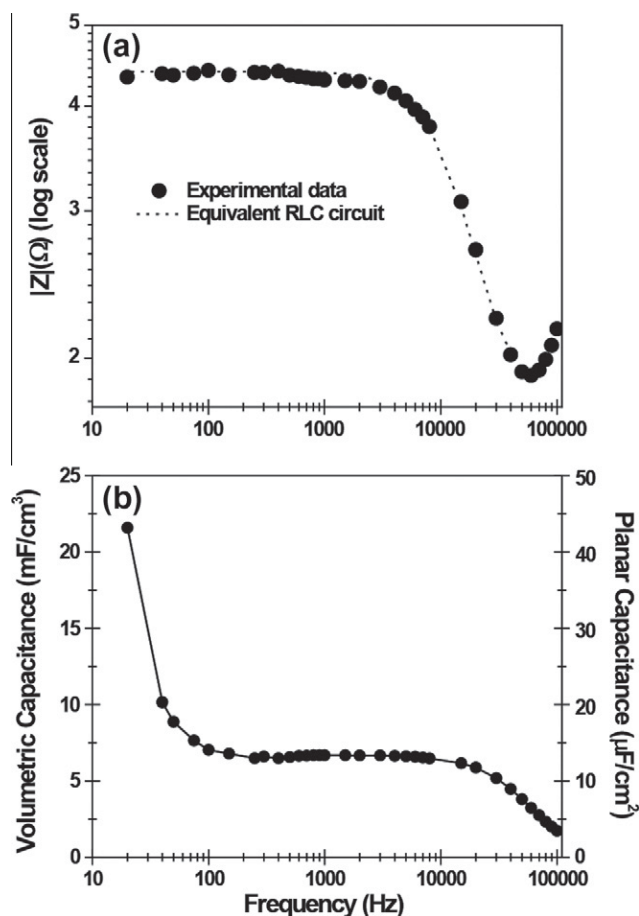 (a)
5
4
3
2
|Z|(Ω) (log scale)
Experimental data
Equivalent RLC circuit
10 100 1000 10000 100000
(b)
25
20
15
10
5
0
Volumetric Capacitance (mF/cm³)
50
40
30
20
10
0
Planar Capacitance (μF/cm²)
10 100 1000 10000 100000
Frequency (Hz)